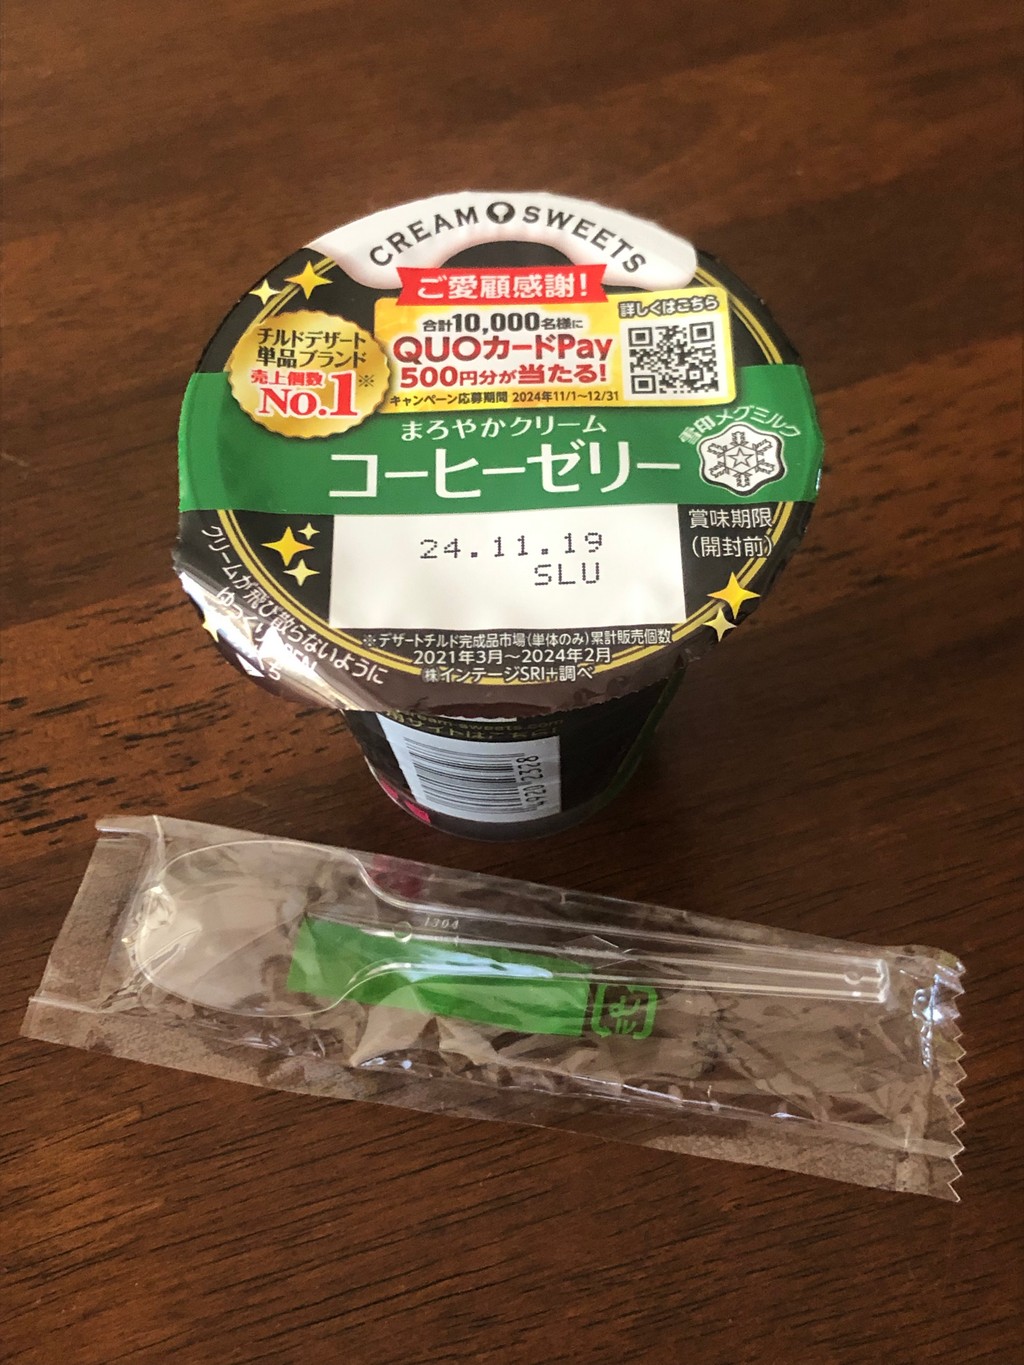 CREAM SWEETS
ご愛顧感謝!
合計10,000名様に
QUOカードPay
500円分が当たる!
キャンペーン応募期間 2024年11/1〜12/31
詳しくはこちら
チルドデザート
単品ブランド
売上個数※
No.1
まろやかクリーム
コーヒーゼリー
雪印メグミルク
賞味期限
(開封前)
24.11.19
SLU
クリームが飛び散らないように
ゆっくり
※デザートチルド完成品市場(単体のみ)累計販売個数
2021年3月〜2024年2月
㈱インテージSRI+調べ
1304
プラ